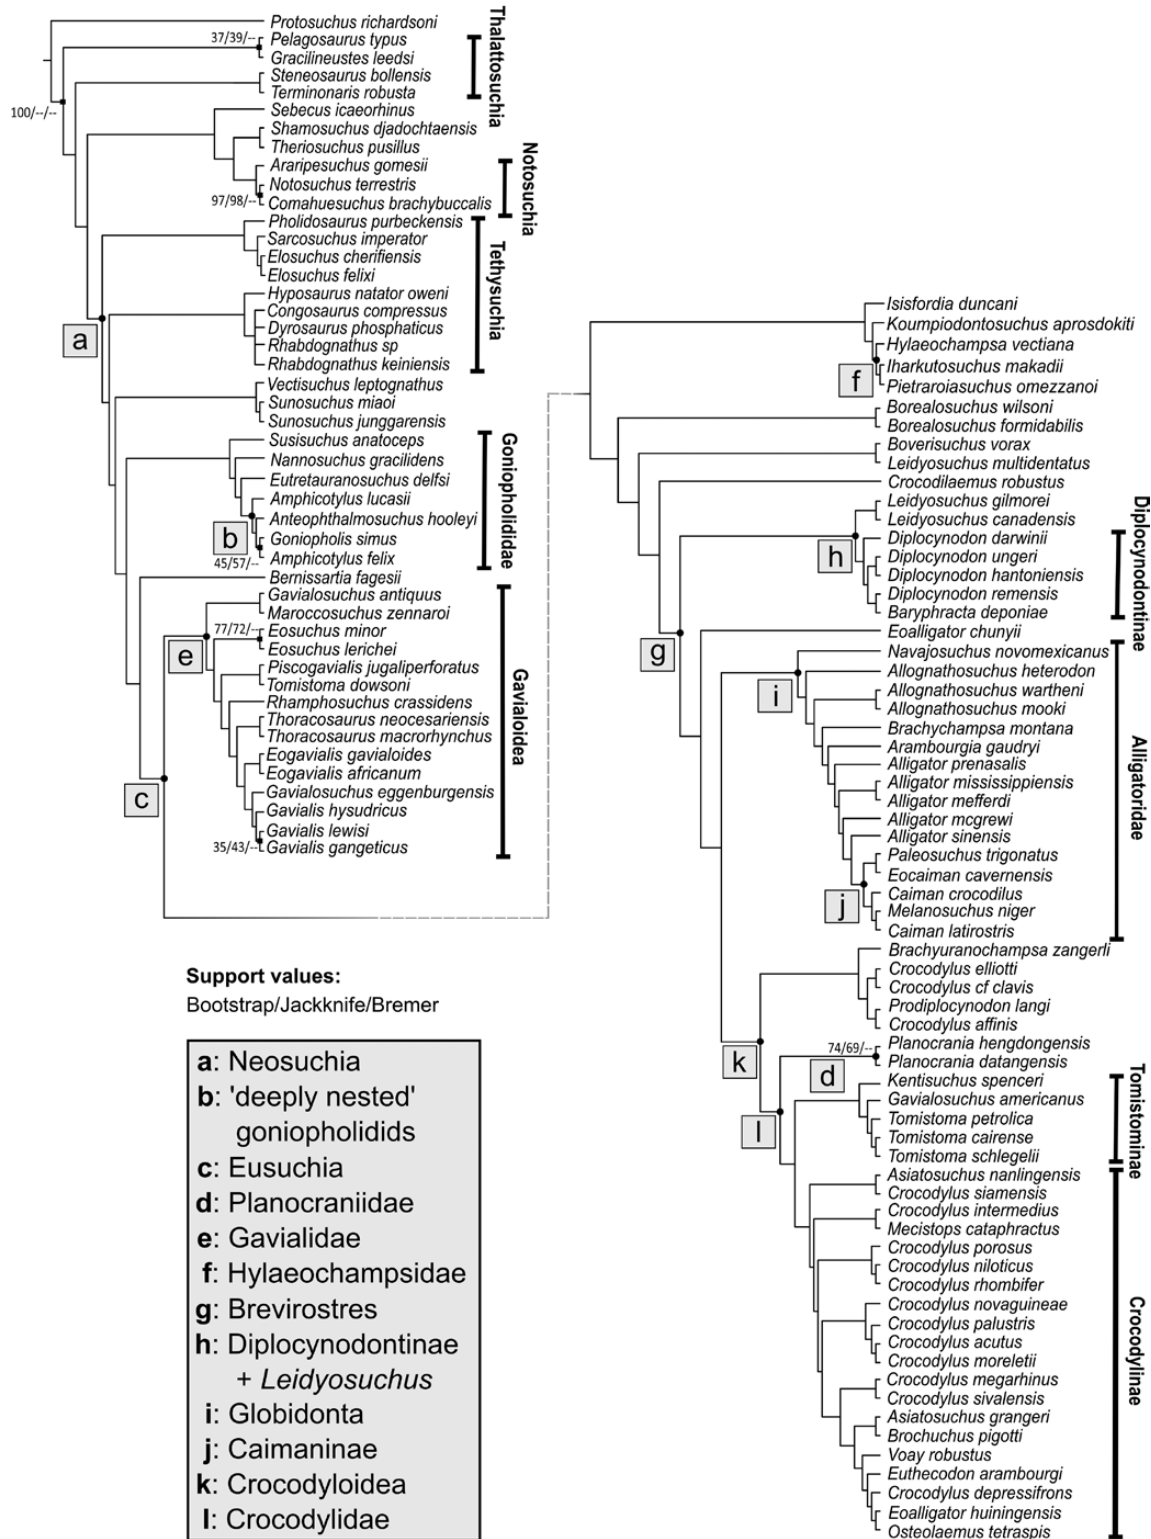 Protosuchus richardsoni
37/39/--
Pelagosaurus typus
Gracilineustes leedsi
Steneosaurus bollensis
Terminonaris robusta
Thalattosuchia
100/--/--
Sebecus icaeorhinus
Shamosuchus djadochtaensis
Theriosuchus pusillus
Araripesuchus gomesii
Notosuchus terrestris
97/98/--
Comahuesuchus brachybuccalis
Notosuchia
Pholidosaurus purbeckensis
Sarcosuchus imperator
Elosuchus cherifiensis
Elosuchus felixi
Hyposaurus natator oweni
Congosaurus compressus
Dyrosaurus phosphaticus
Rhabdognathus sp
Rhabdognathus keiniensis
Tethysuchia
a
Vectisuchus leptognathus
Sunosuchus miaoi
Sunosuchus junggarensis
Susisuchus anatoceps
Nannosuchus gracilidens
Eutretauranosuchus delfsi
Amphicotylus lucasii
Anteophthalmosuchus hooleyi
Goniopholis simus
Amphicotylus felix
b
45/57/--
Goniopholididae
Bernissartia fagesii
Gavialosuchus antiquus
Maroccosuchus zennaroi
77/72/--
Eosuchus minor
Eosuchus lerichei
e
Piscogavialis jugaliperforatus
Tomistoma dowsoni
Rhamphosuchus crassidens
Thoracosaurus neocesariensis
Thoracosaurus macrorhynchus
Eogavialis gavialoides
Eogavialis africanum
Gavialosuchus eggenburgensis
Gavialis hysudricus
Gavialis lewisi
35/43/--
Gavialis gangeticus
Gavialoidea
c
Isisfordia duncani
Koumpiodontosuchus aprosdokiti
Hylaeochampsa vectiana
Iharkutosuchus makadii
Pietraroiasuchus omezzanoi
f
Borealosuchus wilsoni
Borealosuchus formidabilis
Boverisuchus vorax
Leidyosuchus multidentatus
Crocodilaemus robustus
Leidyosuchus gilmorei
Leidyosuchus canadensis
Diplocynodon darwinii
Diplocynodon ungeri
Diplocynodon hantoniensis
Diplocynodon remensis
Baryphracta deponiae
Diplocynodontinae
h
g
Eoalligator chunyii
Navajosuchus novomexicanus
Allognathosuchus heterodon
Allognathosuchus wartheni
Allognathosuchus mooki
Brachychampsa montana
Arambourgia gaudryi
Alligator prenasalis
Alligator mississippiensis
Alligator mefferdi
Alligator mcgrewi
Alligator sinensis
Paleosuchus trigonatus
Eocaiman cavernensis
Caiman crocodilus
Melanosuchus niger
Caiman latirostris
Alligatoridae
i
j
Brachyuranochampsa zangerli
Crocodylus elliotti
Crocodylus cf clavis
Prodiplocynodon langi
Crocodylus affinis
74/69/--
Planocrania hengdongensis
Planocrania datangensis
k
d
l
Kentisuchus spenceri
Gavialosuchus americanus
Tomistoma petrolica
Tomistoma cairense
Tomistoma schlegelii
Tomistominae
Asiatosuchus nanlingensis
Crocodylus siamensis
Crocodylus intermedius
Mecistops cataphractus
Crocodylus porosus
Crocodylus niloticus
Crocodylus rhombifer
Crocodylus novaguineae
Crocodylus palustris
Crocodylus acutus
Crocodylus moreletii
Crocodylus megarhinus
Crocodylus sivalensis
Asiatosuchus grangeri
Brochuchus pigotti
Voay robustus
Euthecodon arambourgi
Crocodylus depressifrons
Eoalligator huiningensis
Osteolaemus tetraspis
Crocodylinae
Support values:
Bootstrap/Jackknife/Bremer
a: Neosuchia
b: 'deeply nested'
goniopholidids
c: Eusuchia
d: Planocraniidae
e: Gavialidae
f: Hylaeochampsidae
g: Brevirostres
h: Diplocynodontinae
+ Leidyosuchus
i: Globidonta
j: Caimaninae
k: Crocodyloidea
l: Crocodylidae